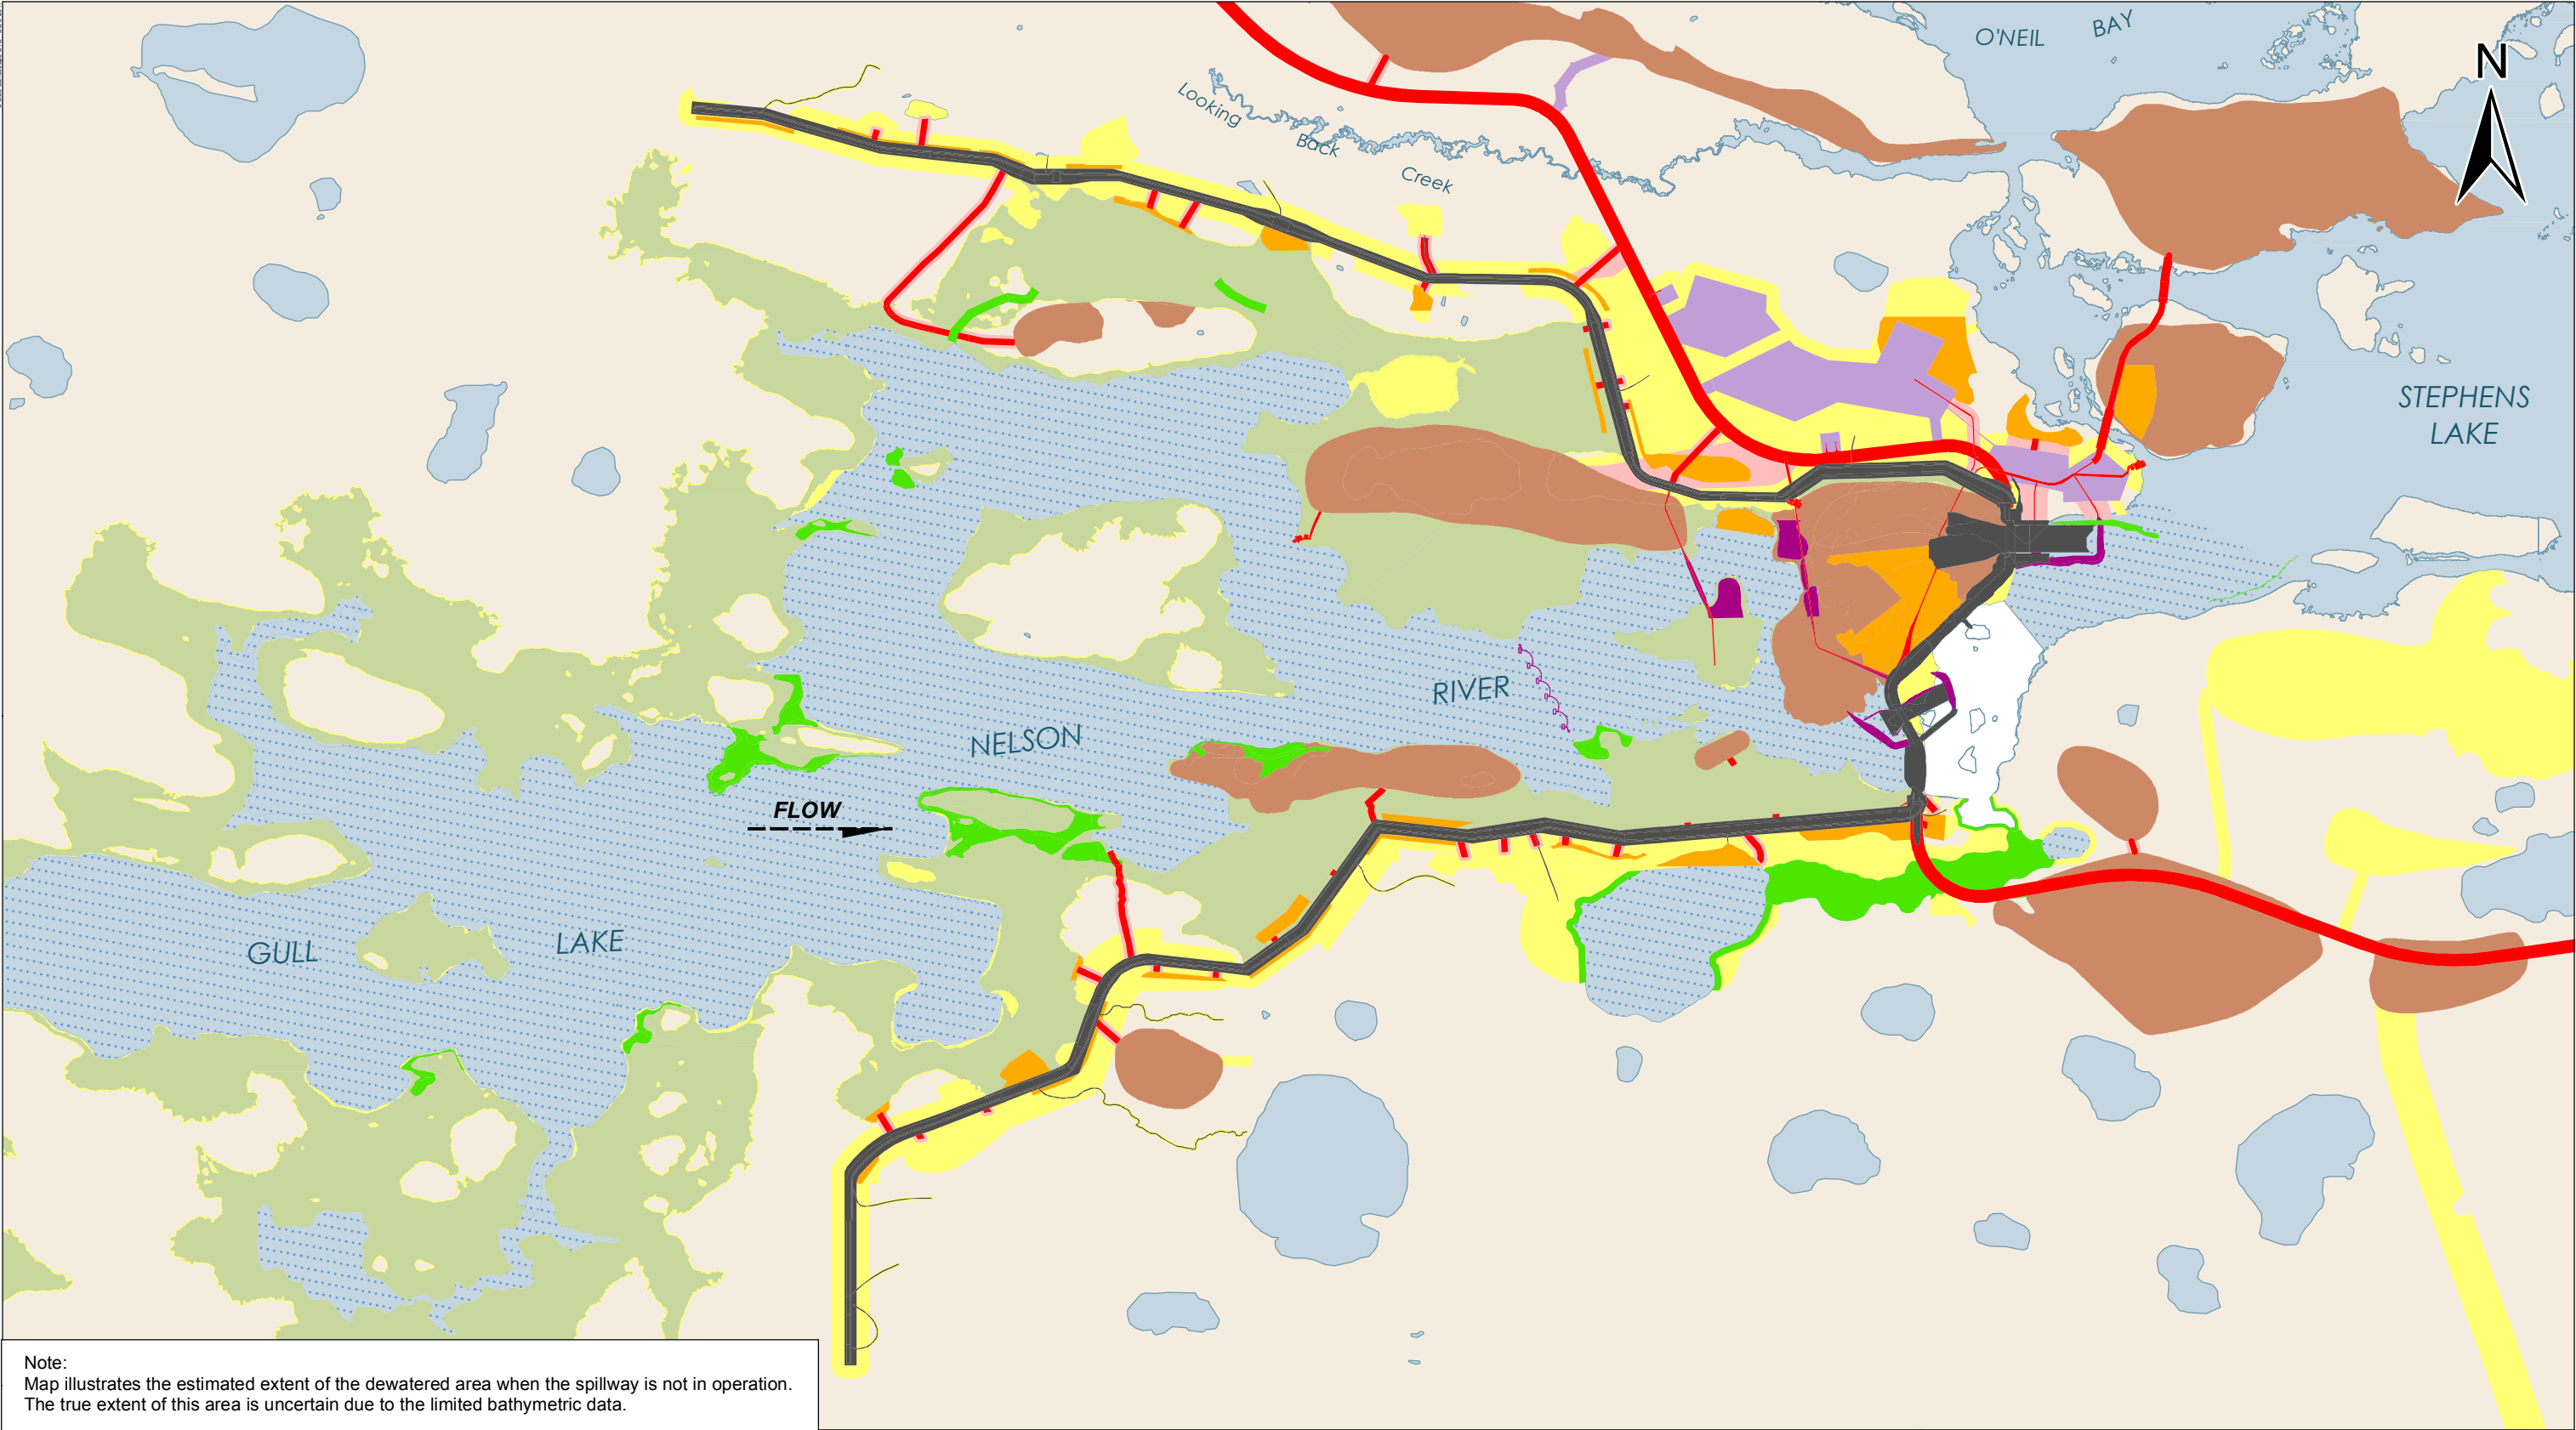 O'NEIL BAY
N
Looking
Back
Creek
STEPHENS
LAKE
RIVER
NELSON
FLOW
GULL LAKE
Note:
Map illustrates the estimated extent of the dewatered area when the spillway is not in operation.
The true extent of this area is uncertain due to the limited bathymetric data.